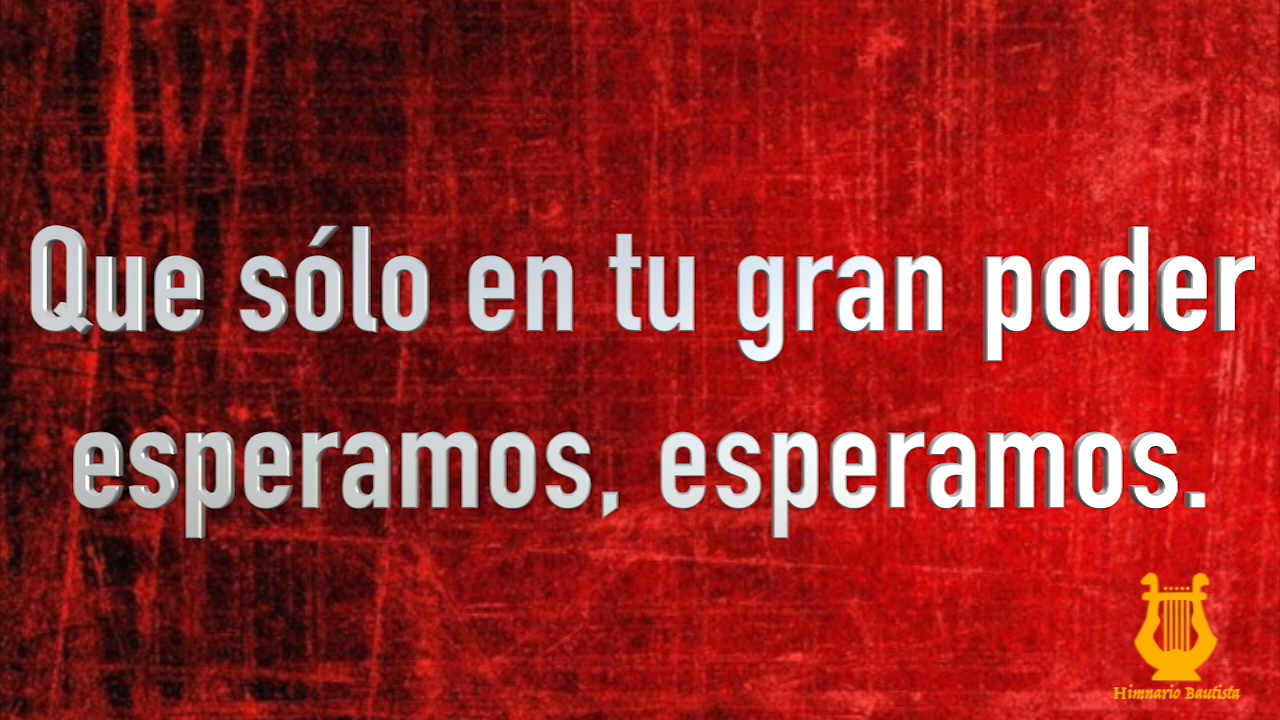 Que sólo en tu gran poder
esperamos, esperamos.
Himnario Bautista